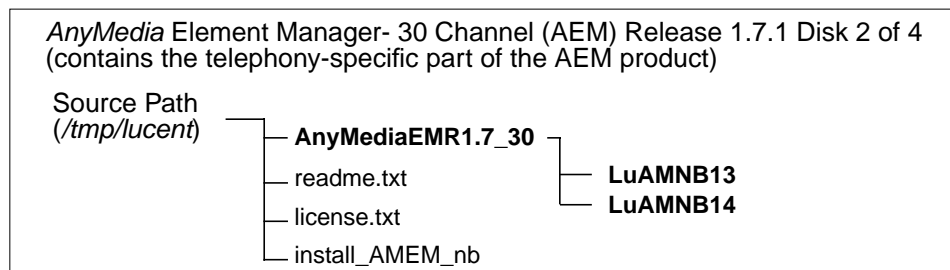 AnyMedia Element Manager- 30 Channel (AEM) Release 1.7.1 Disk 2 of 4
(contains the telephony-specific part of the AEM product)
Source Path
(/tmp/lucent)
AnyMediaEMR1.7_30
readme.txt
license.txt
install_AMEM_nb
LuAMNB13
LuAMNB14